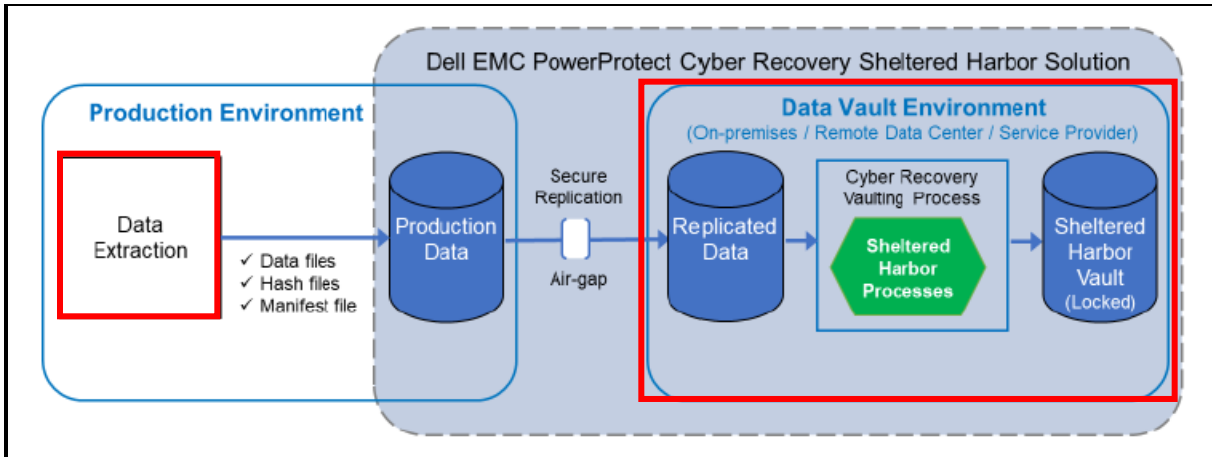 Dell EMC PowerProtect Cyber Recovery Sheltered Harbor Solution
Production Environment
Data
Extraction
✓ Data files
✓ Hash files
✓ Manifest file
Production
Data
Secure
Replication
Air-gap
Data Vault Environment
(On-premises / Remote Data Center / Service Provider)
Replicated
Data
Cyber Recovery
Vaulting Process
Sheltered
Harbor
Processes
Sheltered
Harbor
Vault
(Locked)